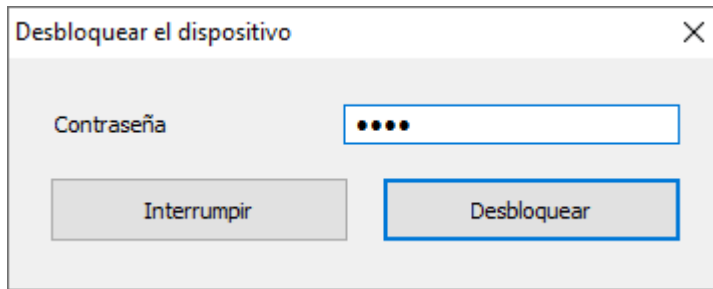 Desbloquear el dispositivo
Contraseña ••••
Interrumpir Desbloquear